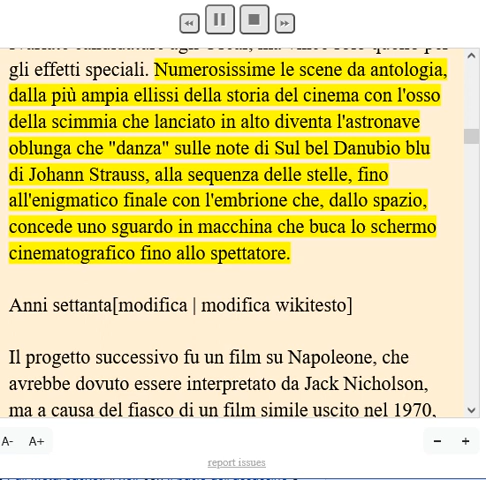 gli effetti speciali. Numerosissime le scene da antologia,
dalla più ampia ellissi della storia del cinema con l'osso
della scimmia che lanciato in alto diventa l'astronave
oblunga che "danza" sulle note di Sul bel Danubio blu
di Johann Strauss, alla sequenza delle stelle, fino
all'enigmatico finale con l'embrione che, dallo spazio,
concede uno sguardo in macchina che buca lo schermo
cinematografico fino allo spettatore.
Anni settanta[modifica | modifica wikitesto]
Il progetto successivo fu un film su Napoleone, che
avrebbe dovuto essere interpretato da Jack Nicholson,
ma a causa del fiasco di un film simile uscito nel 1970,
A- A+ − +
report issues